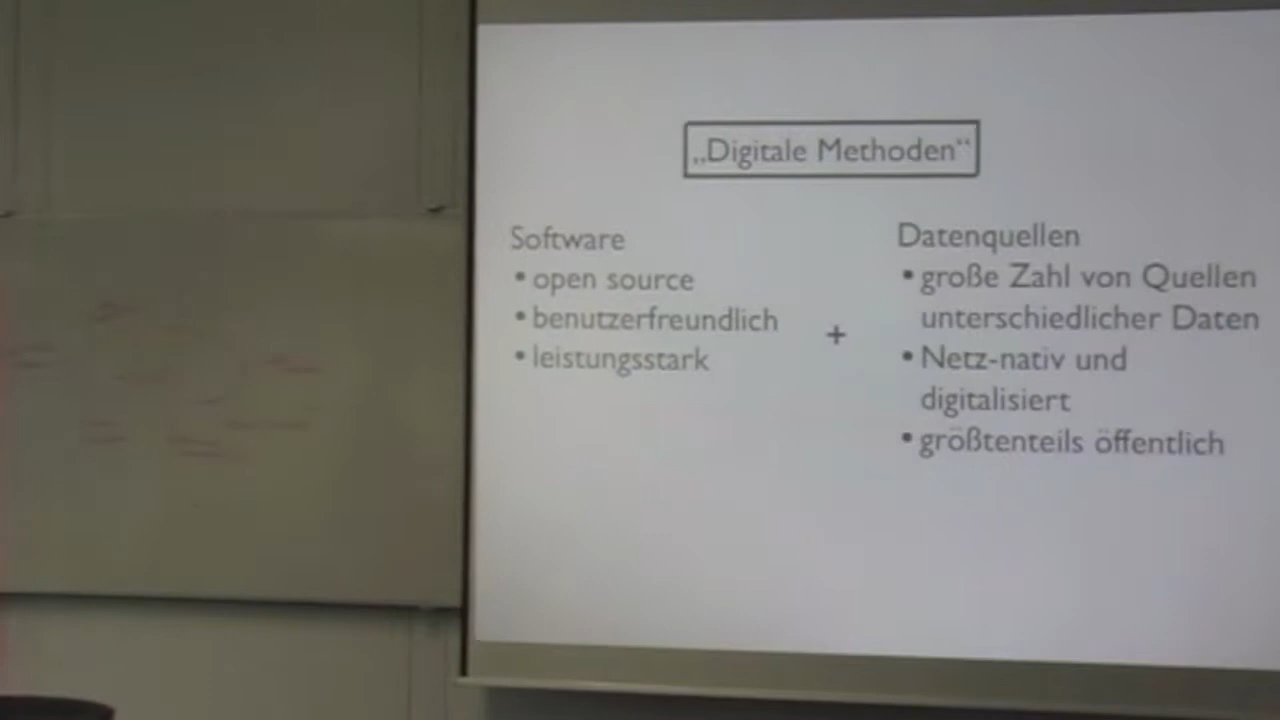 „Digitale Methoden“
Software
• open source
• benutzerfreundlich
• leistungsstark
+
Datenquellen
• große Zahl von Quellen
unterschiedlicher Daten
• Netz-nativ und
digitalisiert
• größtenteils öffentlich